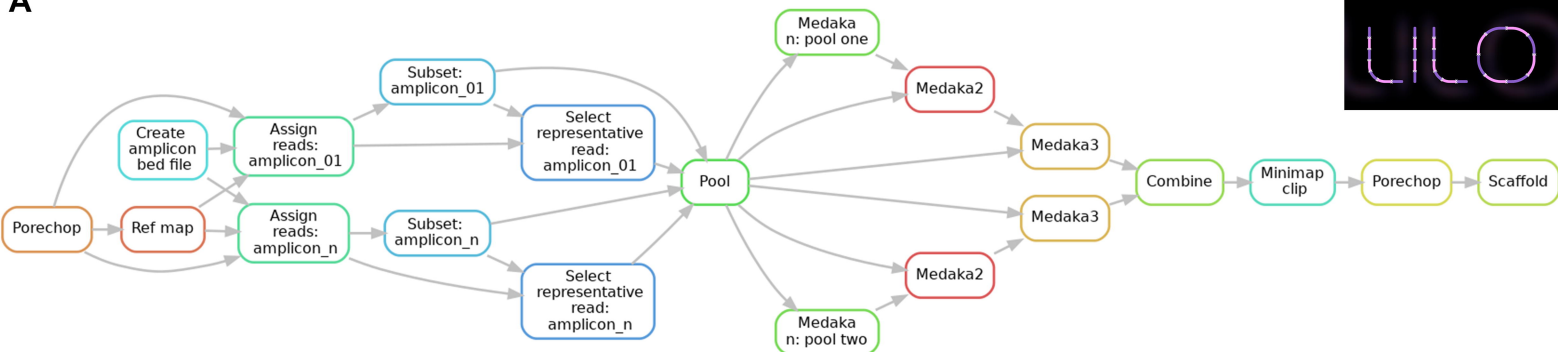 A
LILO
Medaka
n: pool one
Subset:
amplicon_01
Medaka2
Create
amplicon
bed file
Assign
reads:
amplicon_01
Select
representative
read:
amplicon_01
Medaka3
Pool
Combine
Minimap
clip
Porechop
Scaffold
Porechop
Ref map
Assign
reads:
amplicon_n
Subset:
amplicon_n
Medaka3
Select
representative
read:
amplicon_n
Medaka2
Medaka
n: pool two